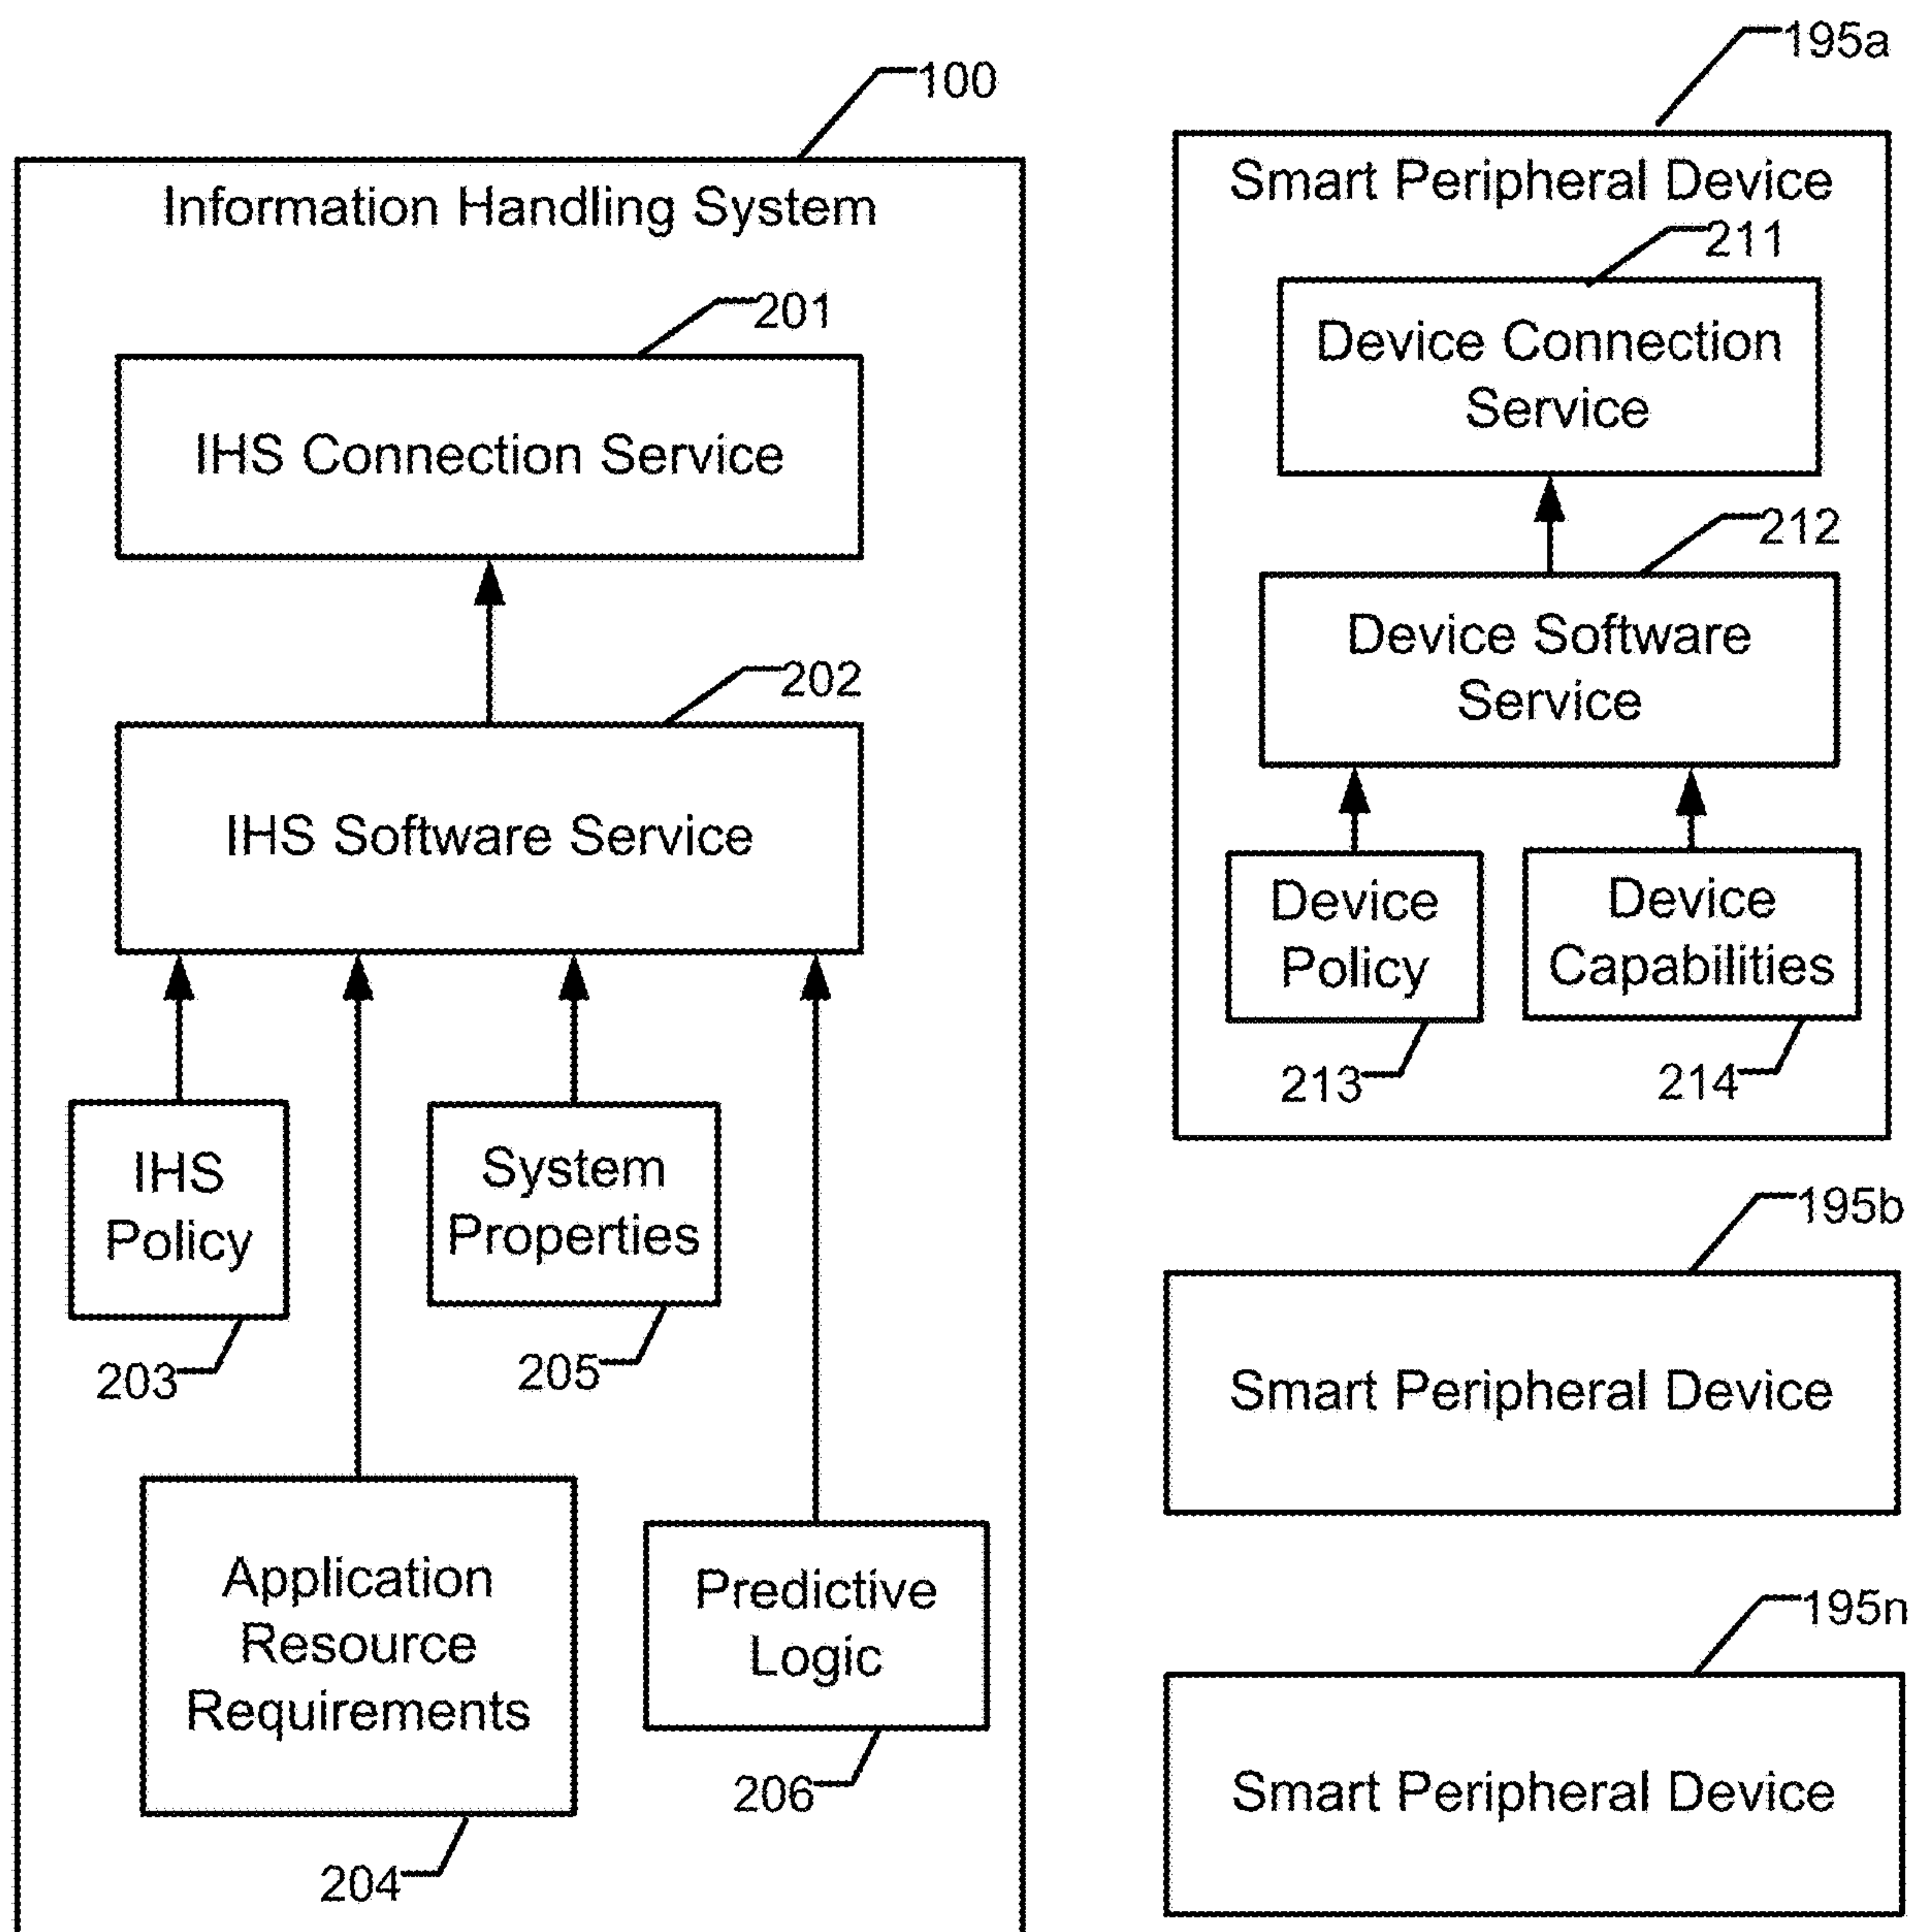 100
Information Handling System
201
IHS Connection Service
202
IHS Software Service
IHS
Policy
203
System
Properties
205
Application
Resource
Requirements
204
Predictive
Logic
206
195a
Smart Peripheral Device
211
Device Connection
Service
212
Device Software
Service
Device
Policy
213
Device
Capabilities
214
195b
Smart Peripheral Device
195n
Smart Peripheral Device